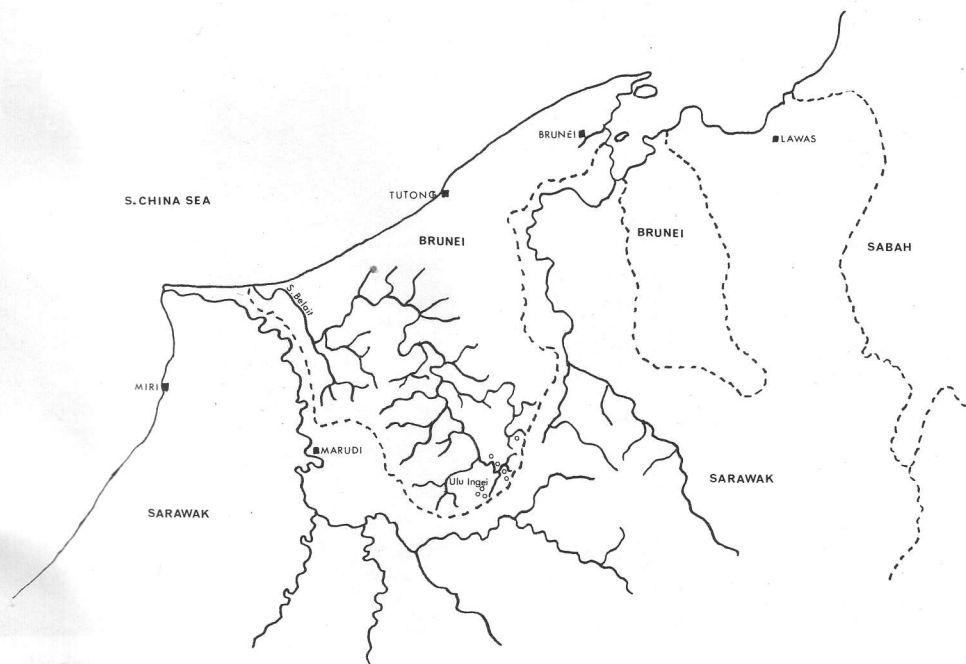 BRUNEI
LAWAS
TUTONG
S. CHINA SEA
BRUNEI
BRUNEI
SABAH
S. Belait
MIRI
MARUDI
Ulu Ingei
SARAWAK
SARAWAK